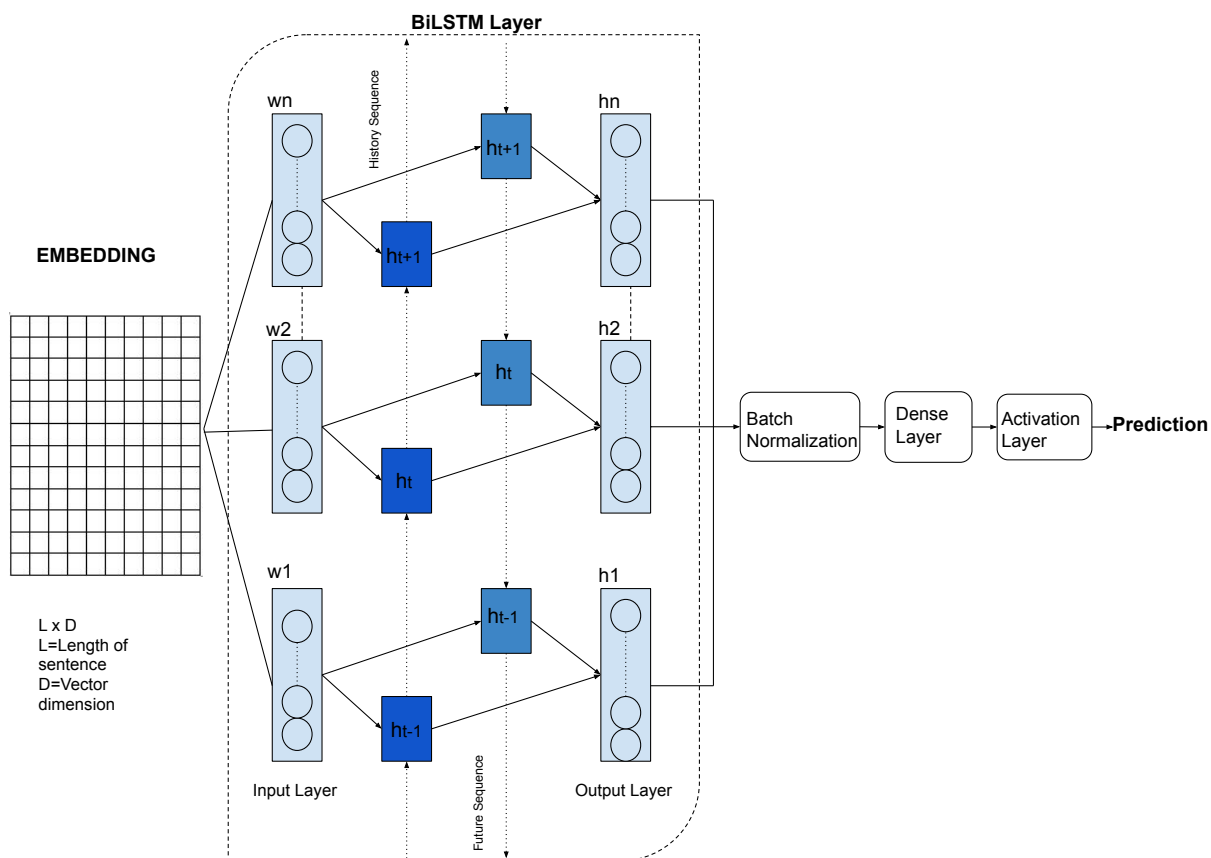 BiLSTM Layer
History Sequence
wn
hn
ht+1
ht+1
EMBEDDING
w2
h2
ht
ht
Batch
Normalization
Dense
Layer
Activation
Layer
Prediction
w1
h1
ht-1
ht-1
L x D
L=Length of
sentence
D=Vector
dimension
Input Layer
Future Sequence
Output Layer